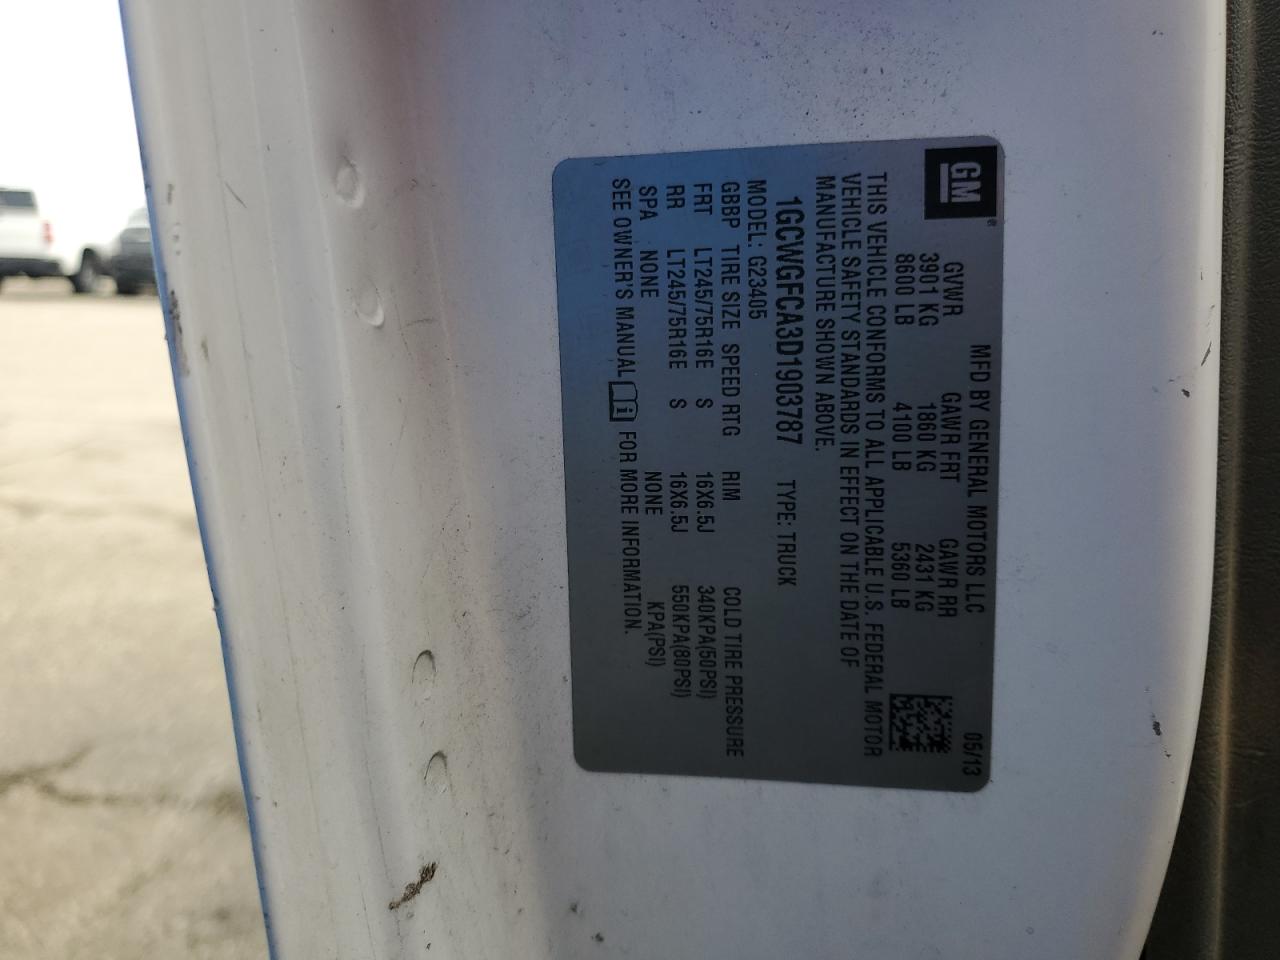 GM®
MFD BY GENERAL MOTORS LLC 05/13
GVWR GAWR FRT GAWR RR
3901 KG 1860 KG 2431 KG
8600 LB 4100 LB 5360 LB
THIS VEHICLE CONFORMS TO ALL APPLICABLE U.S. FEDERAL MOTOR
VEHICLE SAFETY STANDARDS IN EFFECT ON THE DATE OF
MANUFACTURE SHOWN ABOVE.
1GCWGFCA3D1903787 TYPE: TRUCK
MODEL: G23405
GBBP TIRE SIZE SPEED RTG RIM COLD TIRE PRESSURE
FRT LT245/75R16E S 16X6.5J 340KPA(50PSI)
RR LT245/75R16E S 16X6.5J 550KPA(80PSI)
SPA NONE NONE KPA(PSI)
SEE OWNER'S MANUAL i FOR MORE INFORMATION.